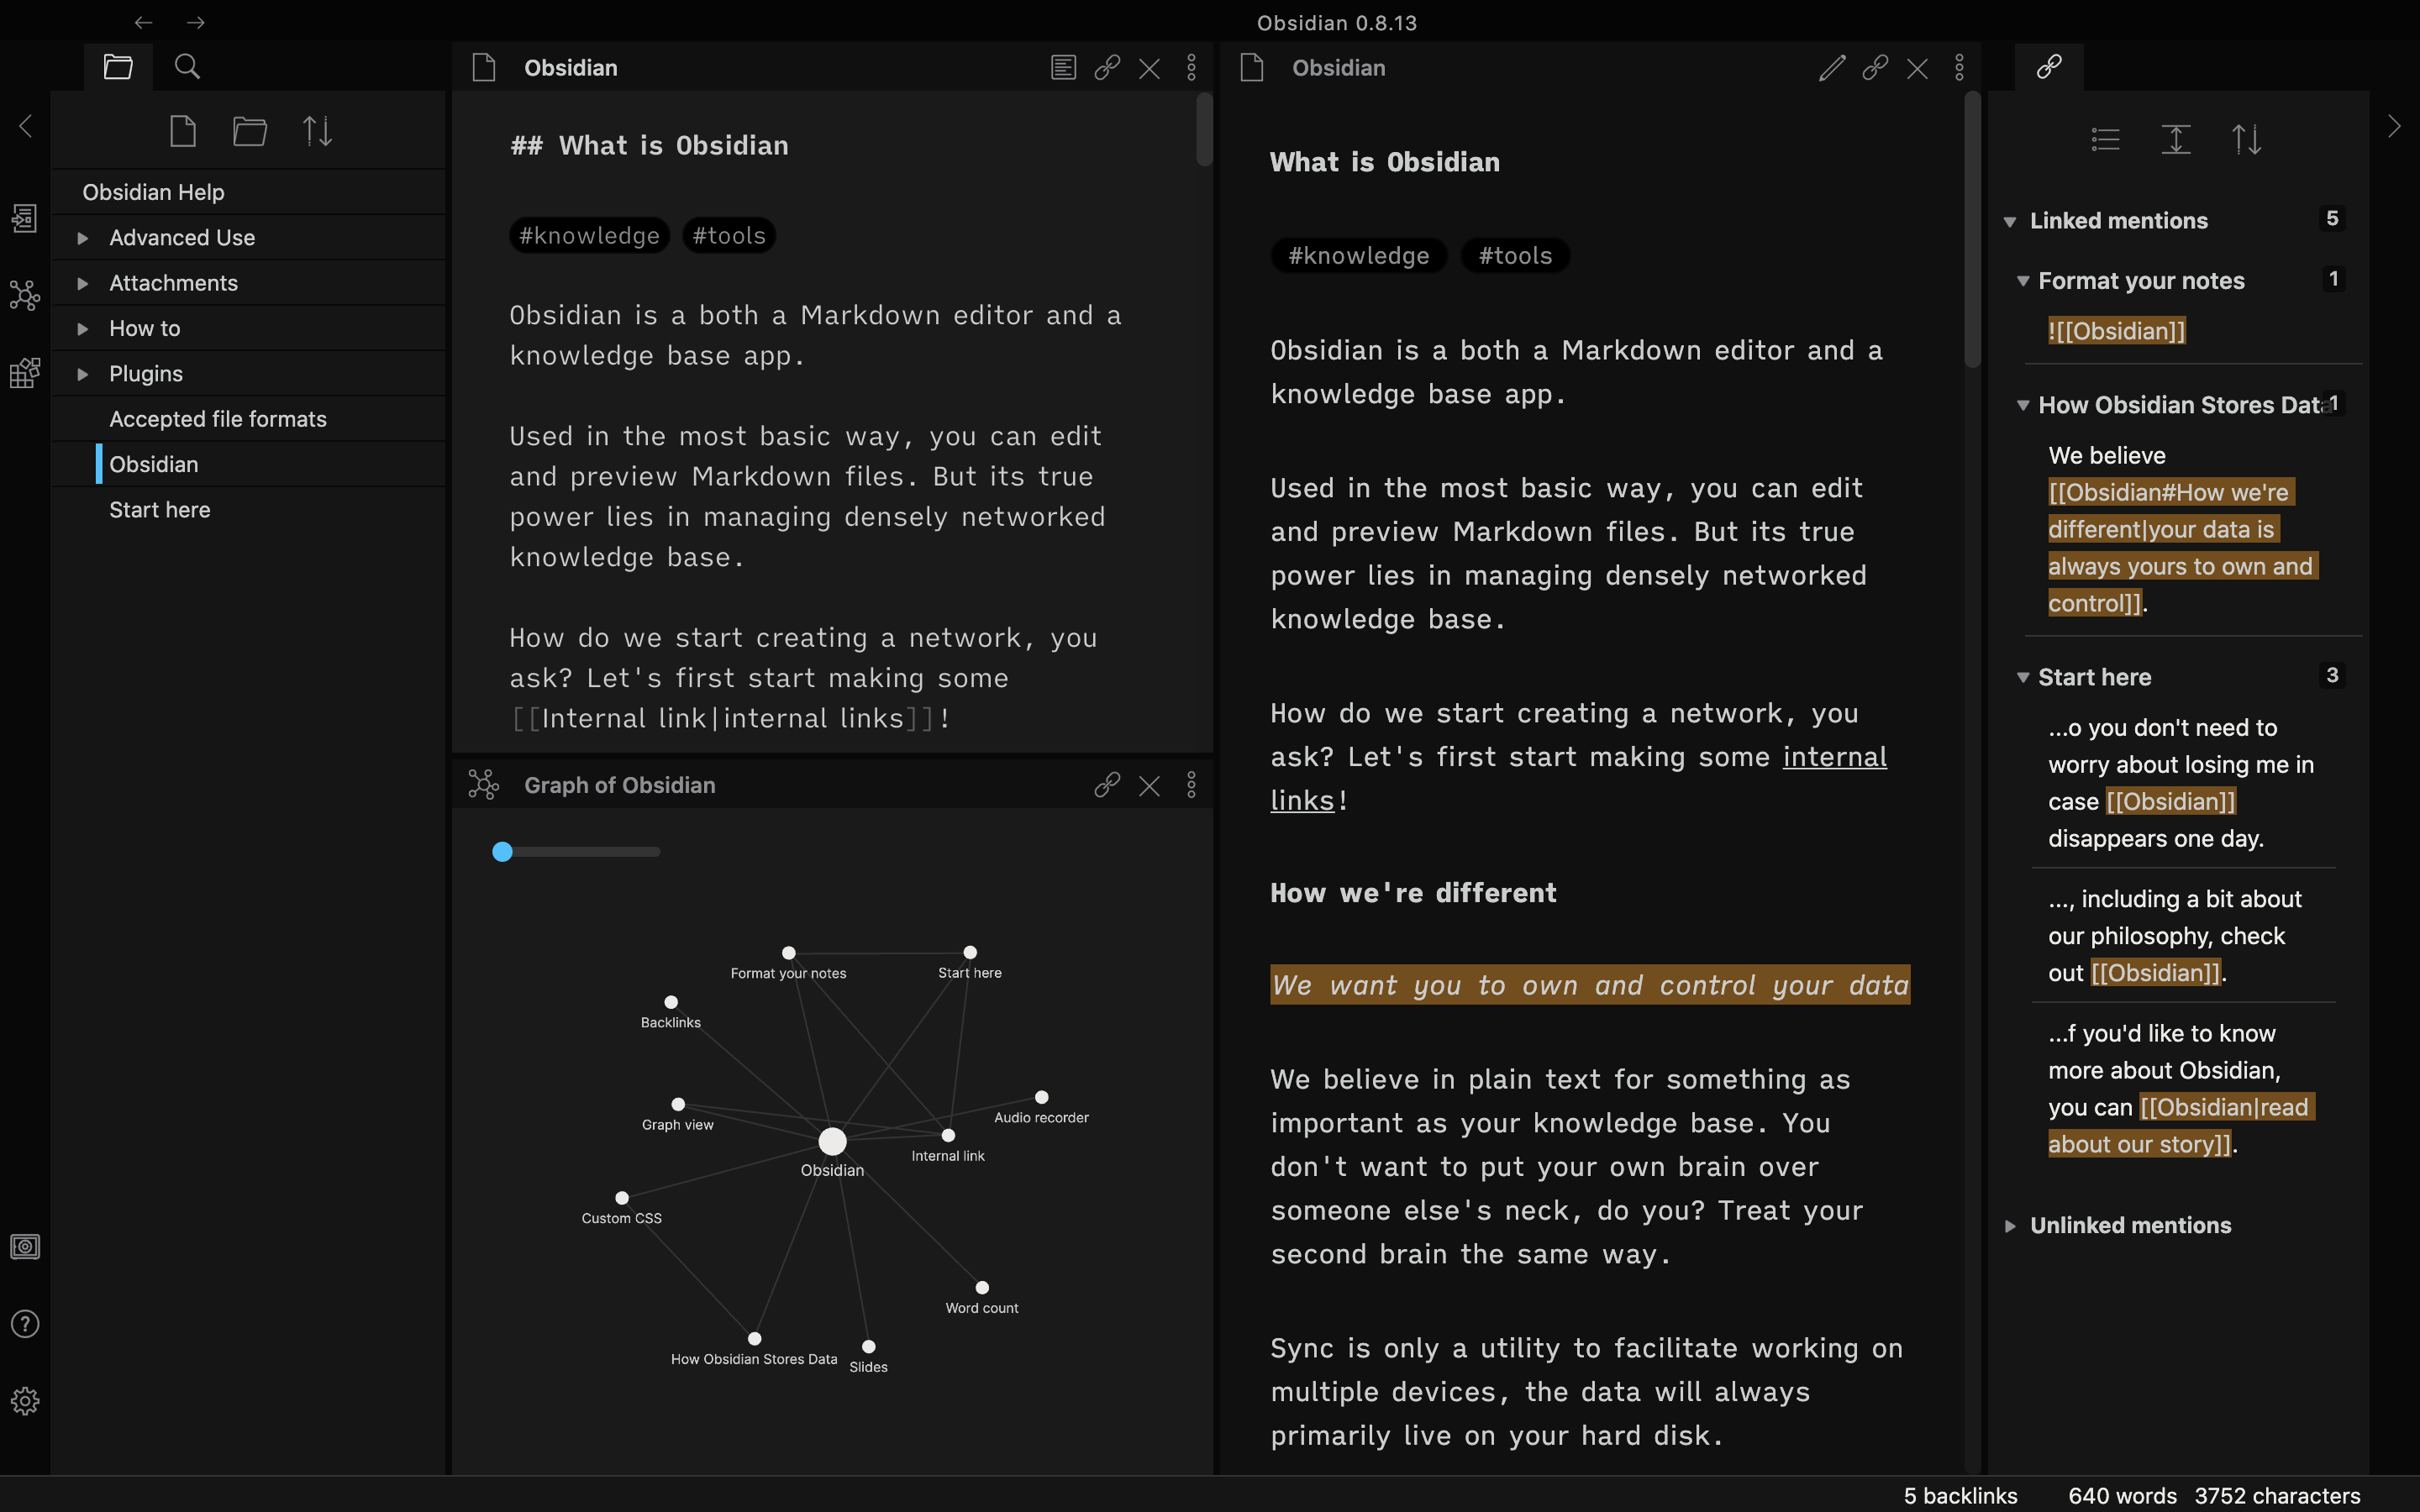 Obsidian 0.8.13
Obsidian Help
Advanced Use
Attachments
How to
Plugins
Accepted file formats
Obsidian
Start here
Obsidian
## What is Obsidian
#knowledge #tools
Obsidian is a both a Markdown editor and a
knowledge base app.
Used in the most basic way, you can edit
and preview Markdown files. But its true
power lies in managing densely networked
knowledge base.
How do we start creating a network, you
ask? Let's first start making some
[[Internal link|internal links]]!
Graph of Obsidian
Format your notes
Start here
Backlinks
Audio recorder
Graph view
Internal link
Obsidian
Custom CSS
Word count
How Obsidian Stores Data
Slides
Obsidian
What is Obsidian
#knowledge #tools
Obsidian is a both a Markdown editor and a
knowledge base app.
Used in the most basic way, you can edit
and preview Markdown files. But its true
power lies in managing densely networked
knowledge base.
How do we start creating a network, you
ask? Let's first start making some internal
links!
How we're different
We want you to own and control your data
We believe in plain text for something as
important as your knowledge base. You
don't want to put your own brain over
someone else's neck, do you? Treat your
second brain the same way.
Sync is only a utility to facilitate working on
multiple devices, the data will always
primarily live on your hard disk.
Linked mentions 5
Format your notes 1
![[Obsidian]]
How Obsidian Stores Data 1
We believe
[[Obsidian#How we're
different|your data is
always yours to own and
control]].
Start here 3
...o you don't need to
worry about losing me in
case [[Obsidian]]
disappears one day.
..., including a bit about
our philosophy, check
out [[Obsidian]].
...f you'd like to know
more about Obsidian,
you can [[Obsidian|read
about our story]].
Unlinked mentions
5 backlinks 640 words 3752 characters